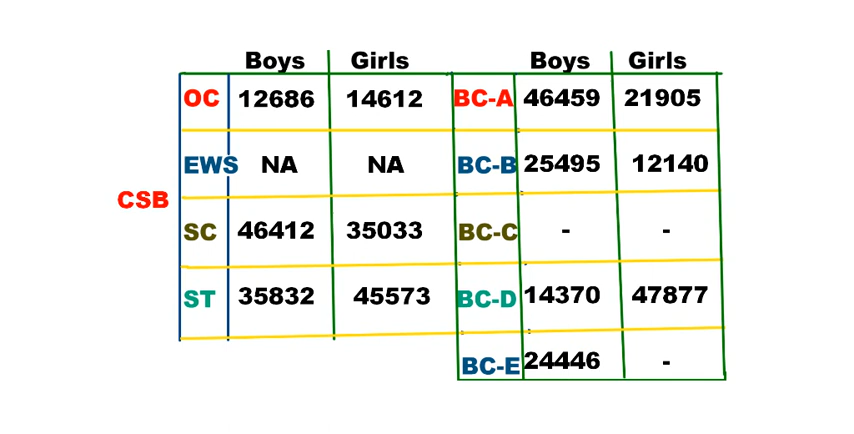 Boys Girls Boys Girls
OC 12686 14612 BC-A 46459 21905
EWS NA NA BC-B 25495 12140
CSB
SC 46412 35033 BC-C - -
ST 35832 45573 BC-D 14370 47877
BC-E 24446 -